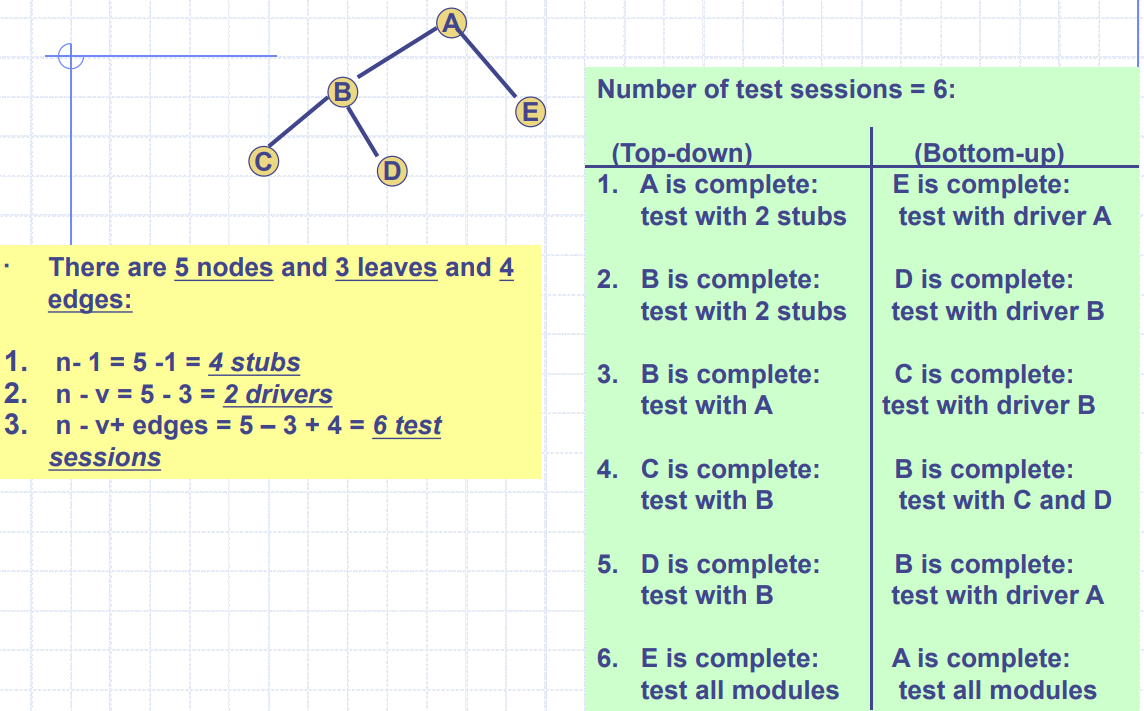 A
B
E
C
D
· There are 5 nodes and 3 leaves and 4
edges:
1. n- 1 = 5 -1 = 4 stubs
2. n - v = 5 - 3 = 2 drivers
3. n - v+ edges = 5 – 3 + 4 = 6 test
sessions
Number of test sessions = 6:
(Top-down) (Bottom-up)
1. A is complete: E is complete:
test with 2 stubs test with driver A
2. B is complete: D is complete:
test with 2 stubs test with driver B
3. B is complete: C is complete:
test with A test with driver B
4. C is complete: B is complete:
test with B test with C and D
5. D is complete: B is complete:
test with B test with driver A
6. E is complete: A is complete:
test all modules test all modules